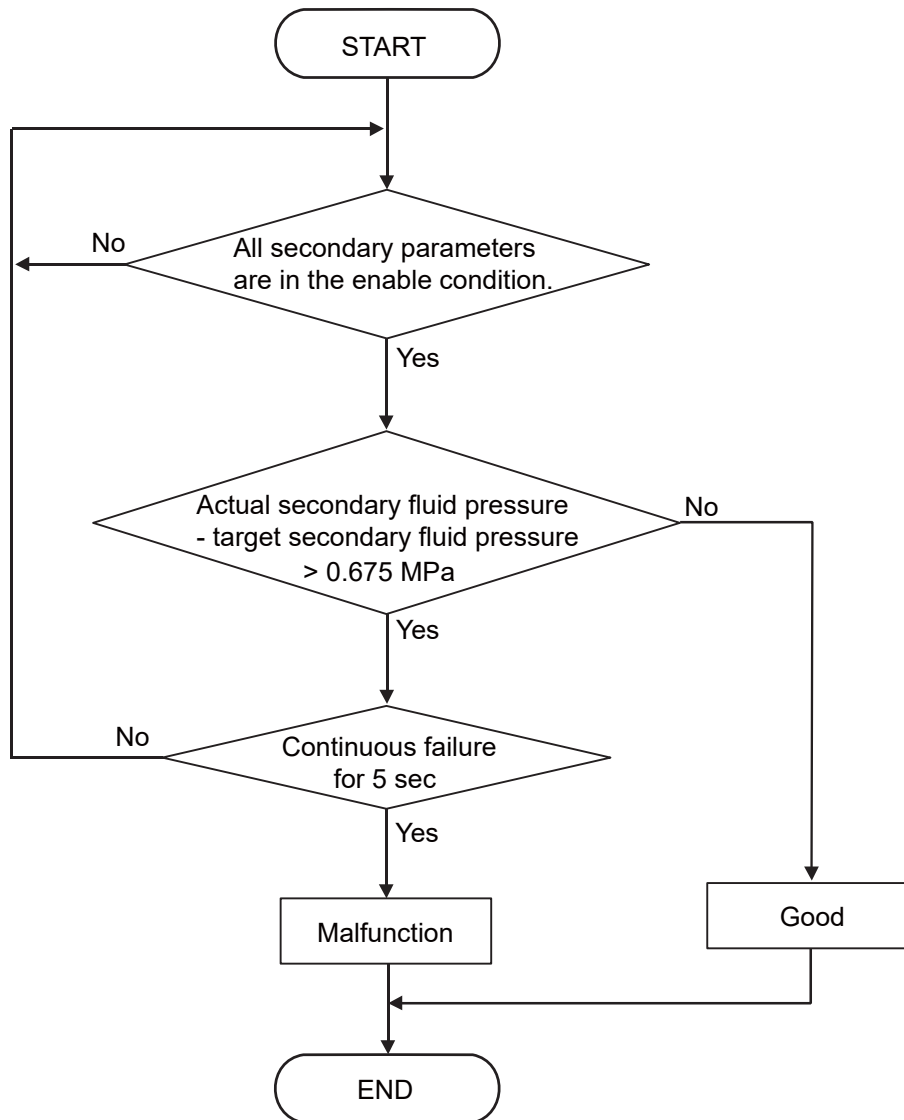 START
No
All secondary parameters
are in the enable condition.
Yes
Actual secondary fluid pressure
- target secondary fluid pressure
> 0.675 MPa
No
Yes
No
Continuous failure
for 5 sec
Yes
Malfunction
Good
END